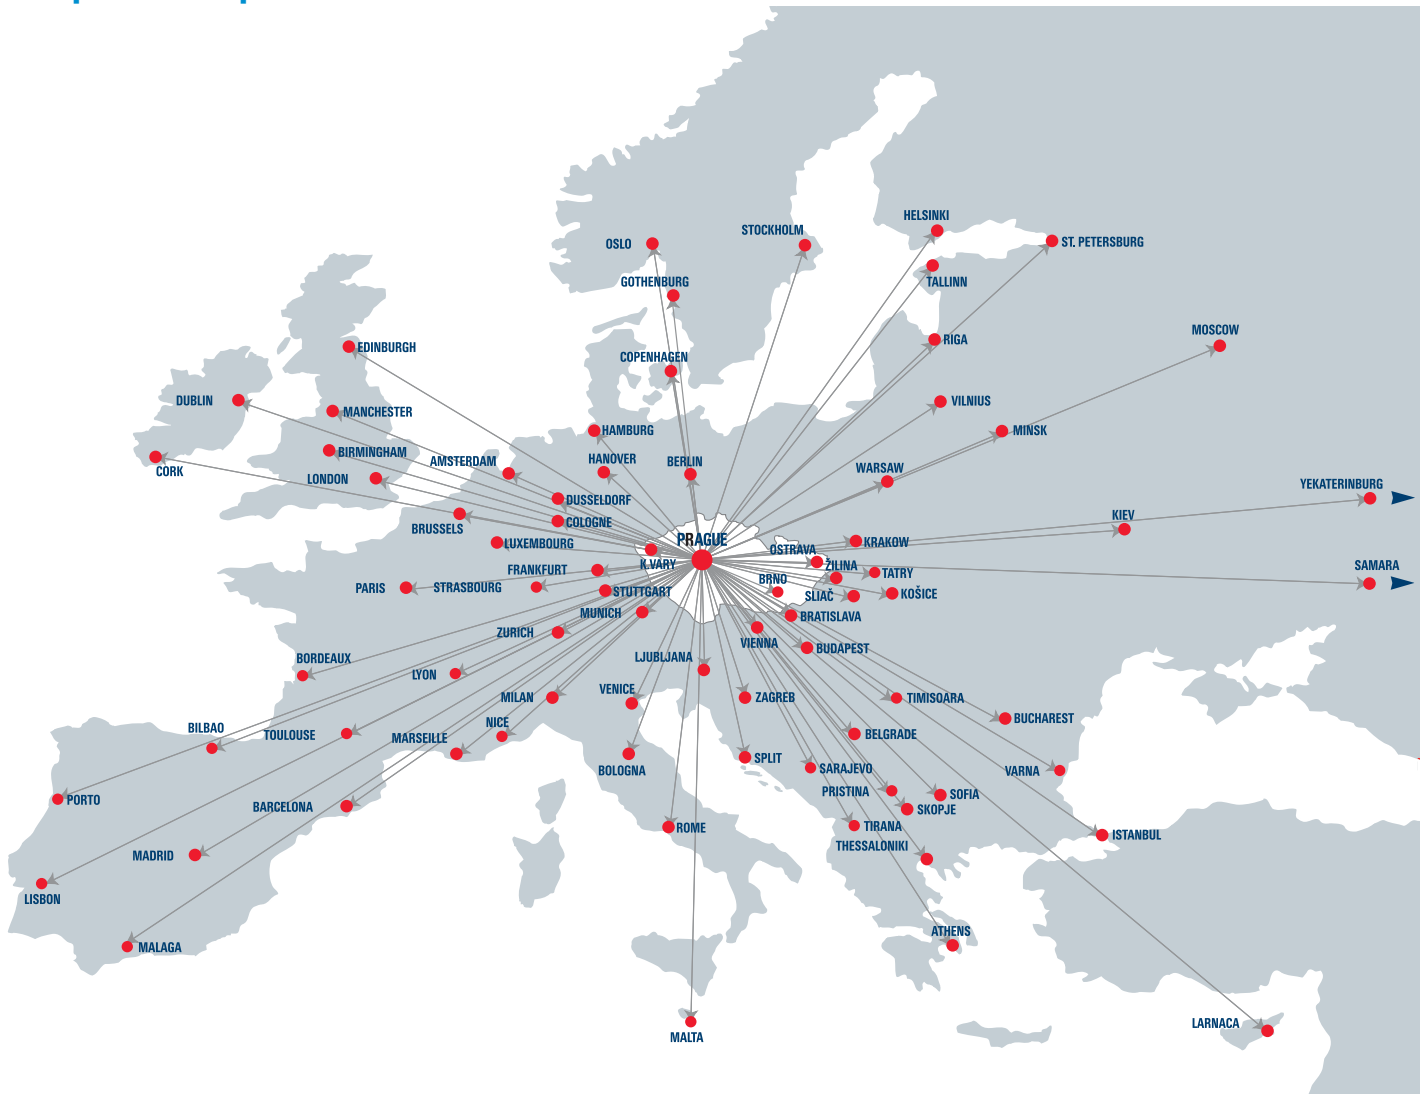 HELSINKI
STOCKHOLM
OSLO
ST. PETERSBURG
GOTHENBURG
TALLINN
MOSCOW
RIGA
EDINBURGH
COPENHAGEN
DUBLIN
VILNIUS
MANCHESTER
HAMBURG
MINSK
BIRMINGHAM
AMSTERDAM
HANOVER
BERLIN
WARSAW
CORK
LONDON
YEKATERINBURG
DUSSELDORF
KIEV
BRUSSELS
COLOGNE
PRAGUE
LUXEMBOURG
OSTRAVA
KRAKOW
K.VARY
ŽILINA
SAMARA
FRANKFURT
TATRY
BRNO
PARIS
STRASBOURG
STUTTGART
SLIAČ
KOŠICE
MUNICH
BRATISLAVA
ZURICH
VIENNA
BUDAPEST
BORDEAUX
LJUBLJANA
LYON
VENICE
MILAN
ZAGREB
TIMISOARA
BUCHAREST
BILBAO
NICE
TOULOUSE
MARSEILLE
BELGRADE
SPLIT
BOLOGNA
SARAJEVO
VARNA
PRISTINA
SOFIA
PORTO
BARCELONA
SKOPJE
ROME
TIRANA
ISTANBUL
THESSALONIKI
MADRID
LISBON
ATHENS
MALAGA
LARNACA
MALTA